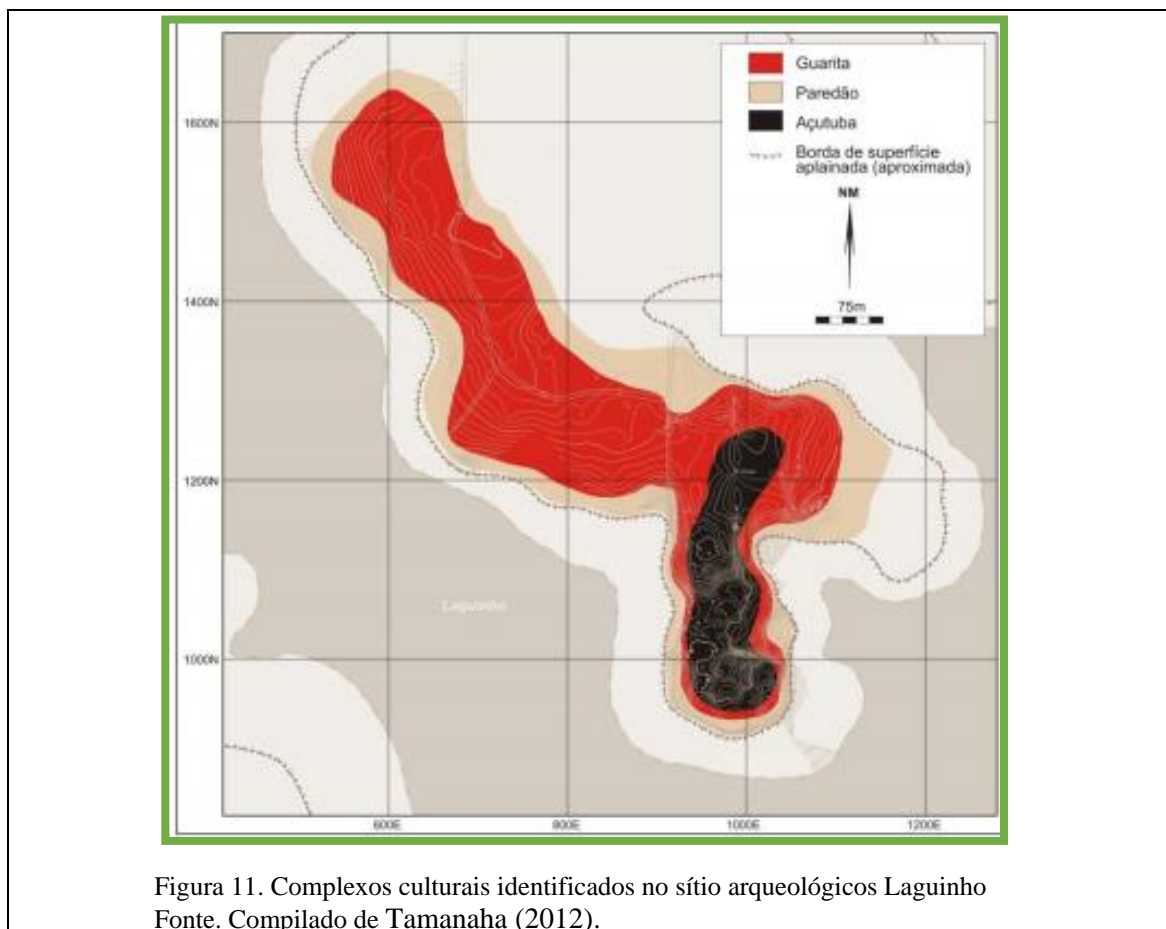 Guarita
Paredão
Açutuba
Borda de superfície
aplainada (aproximada)
NM
75m
1600N
1400N
1200N
1000N
Laguinho
600E
800E
1000E
1200E
Figura 11. Complexos culturais identificados no sítio arqueológicos Laguinho
Fonte. Compilado de Tamanaha (2012).